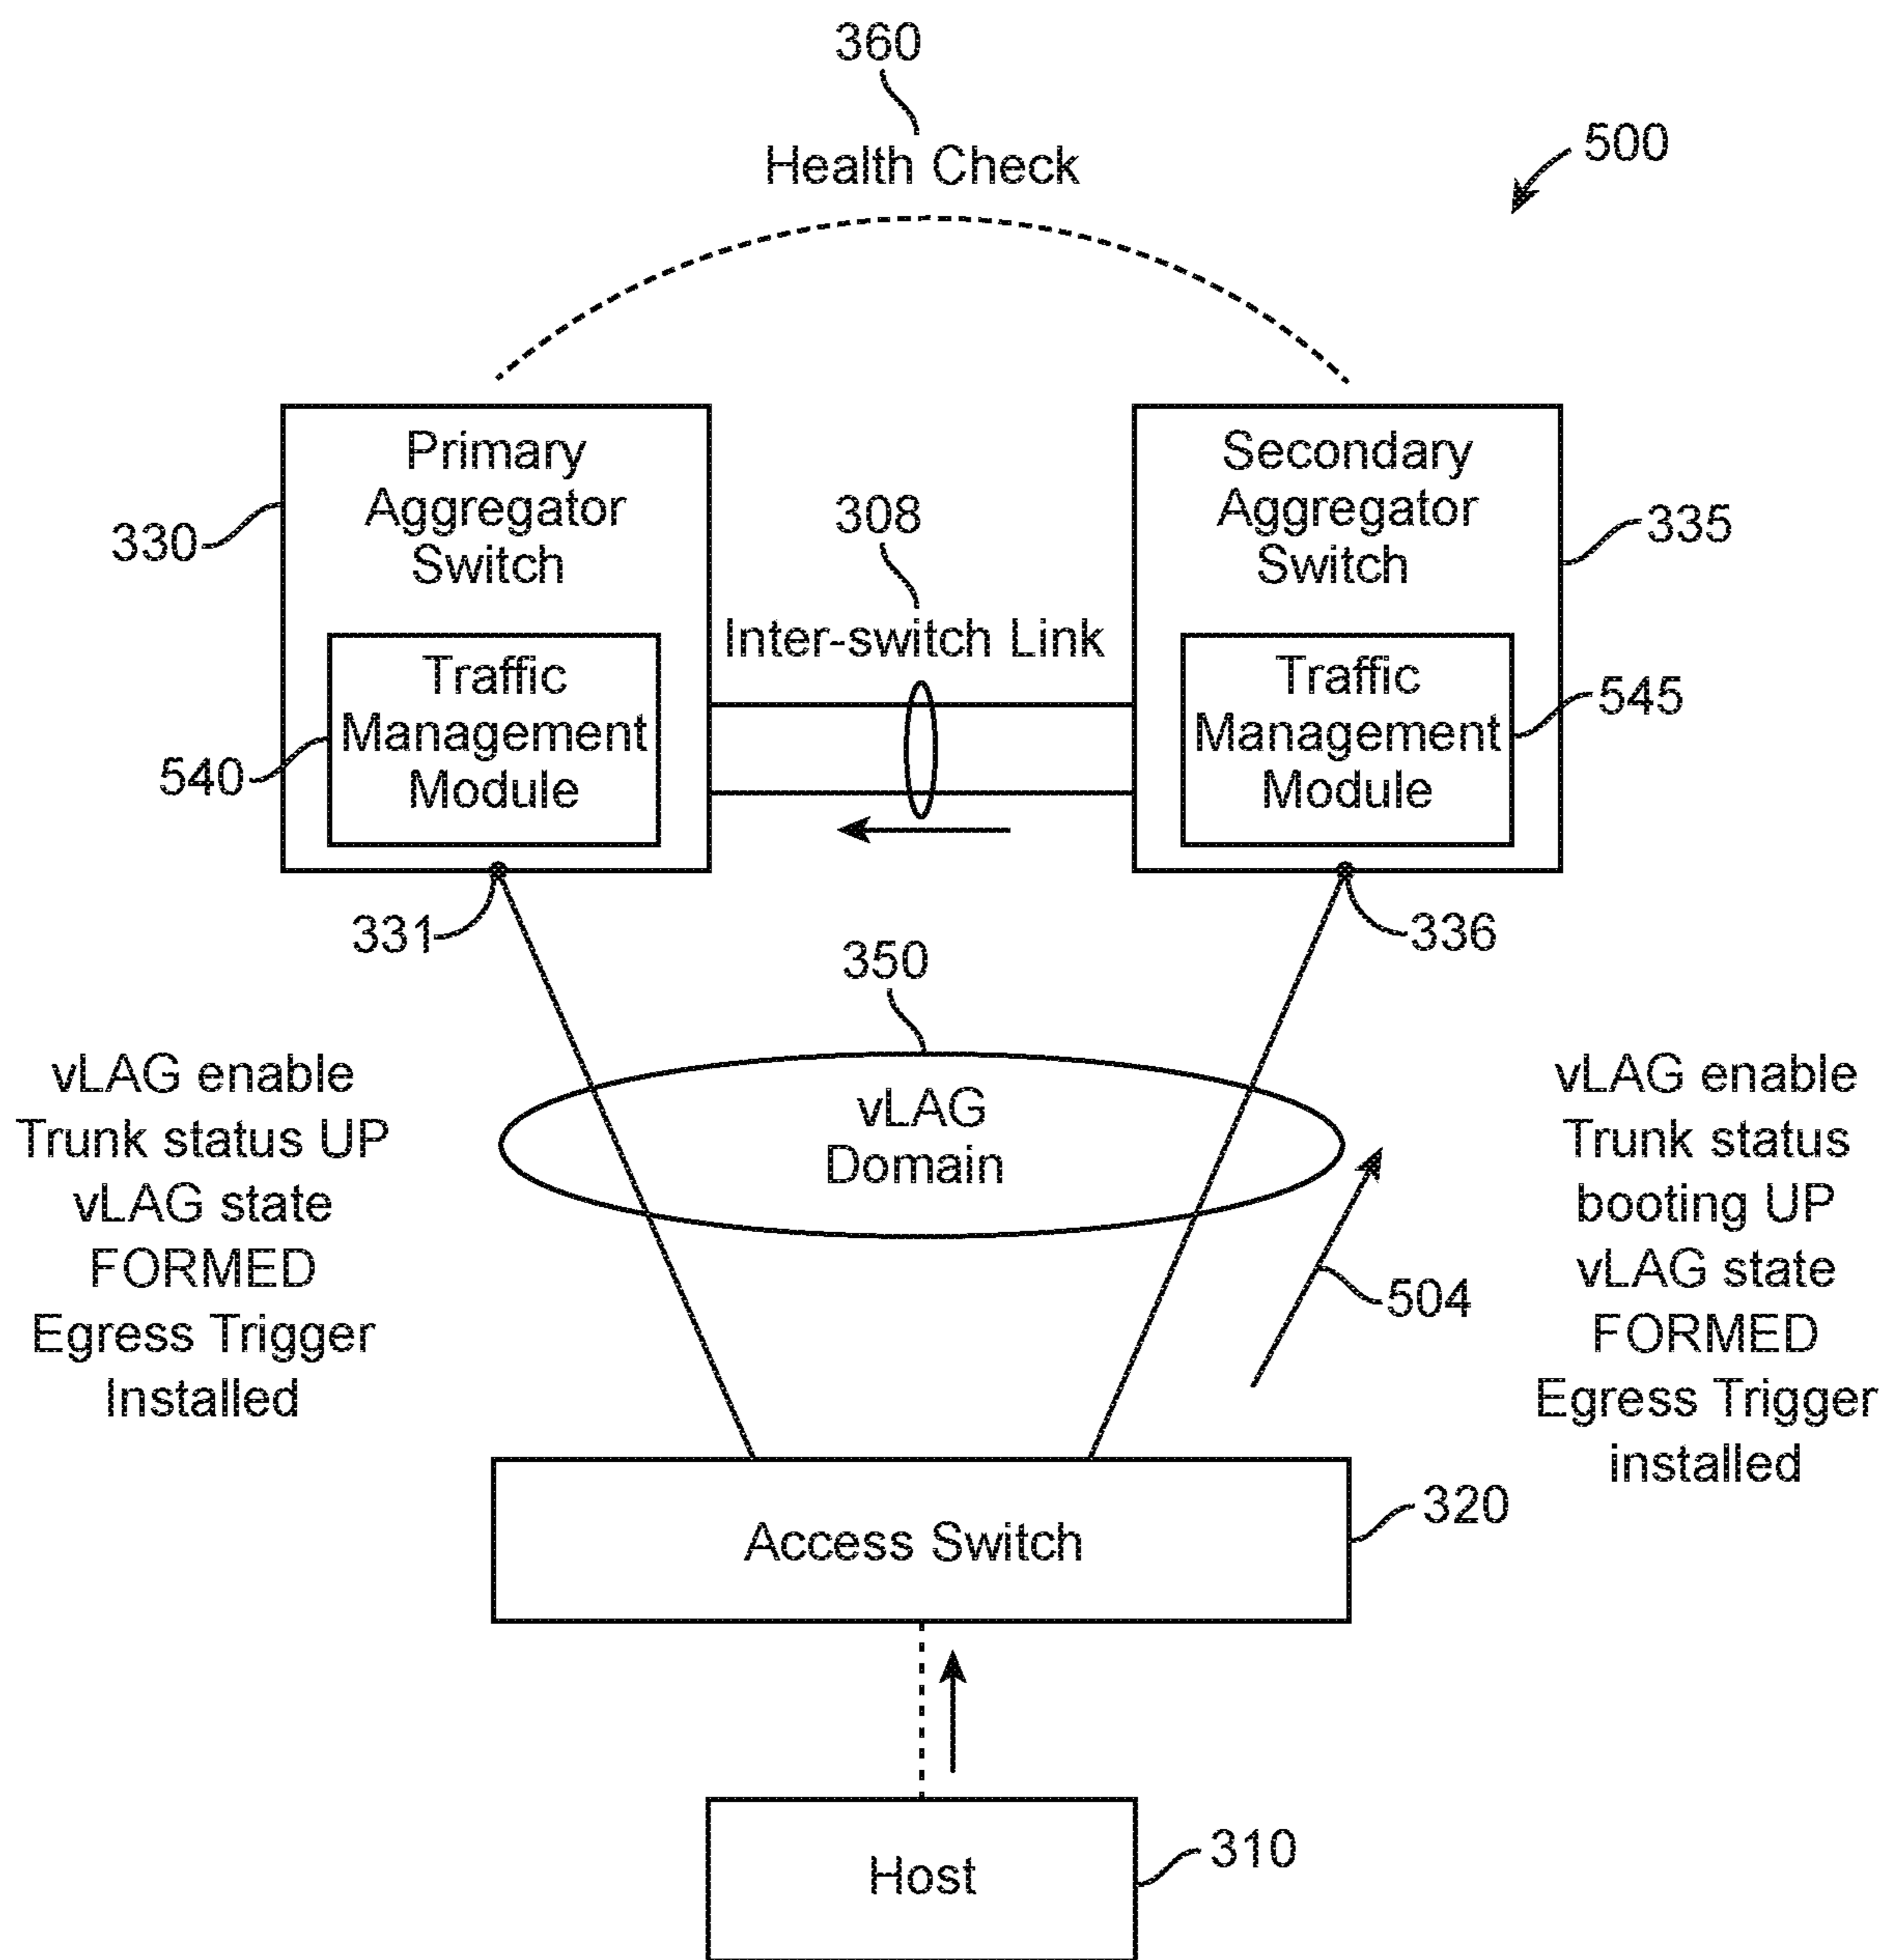 360
Health Check
500
Primary
Aggregator
Switch
330
Secondary
Aggregator
Switch
335
308
Inter-switch Link
Traffic
Management
Module
540
Traffic
Management
Module
545
331
336
350
vLAG
Domain
vLAG enable
Trunk status UP
vLAG state
FORMED
Egress Trigger
Installed
vLAG enable
Trunk status
booting UP
vLAG state
FORMED
Egress Trigger
installed
504
Access Switch
320
Host
310